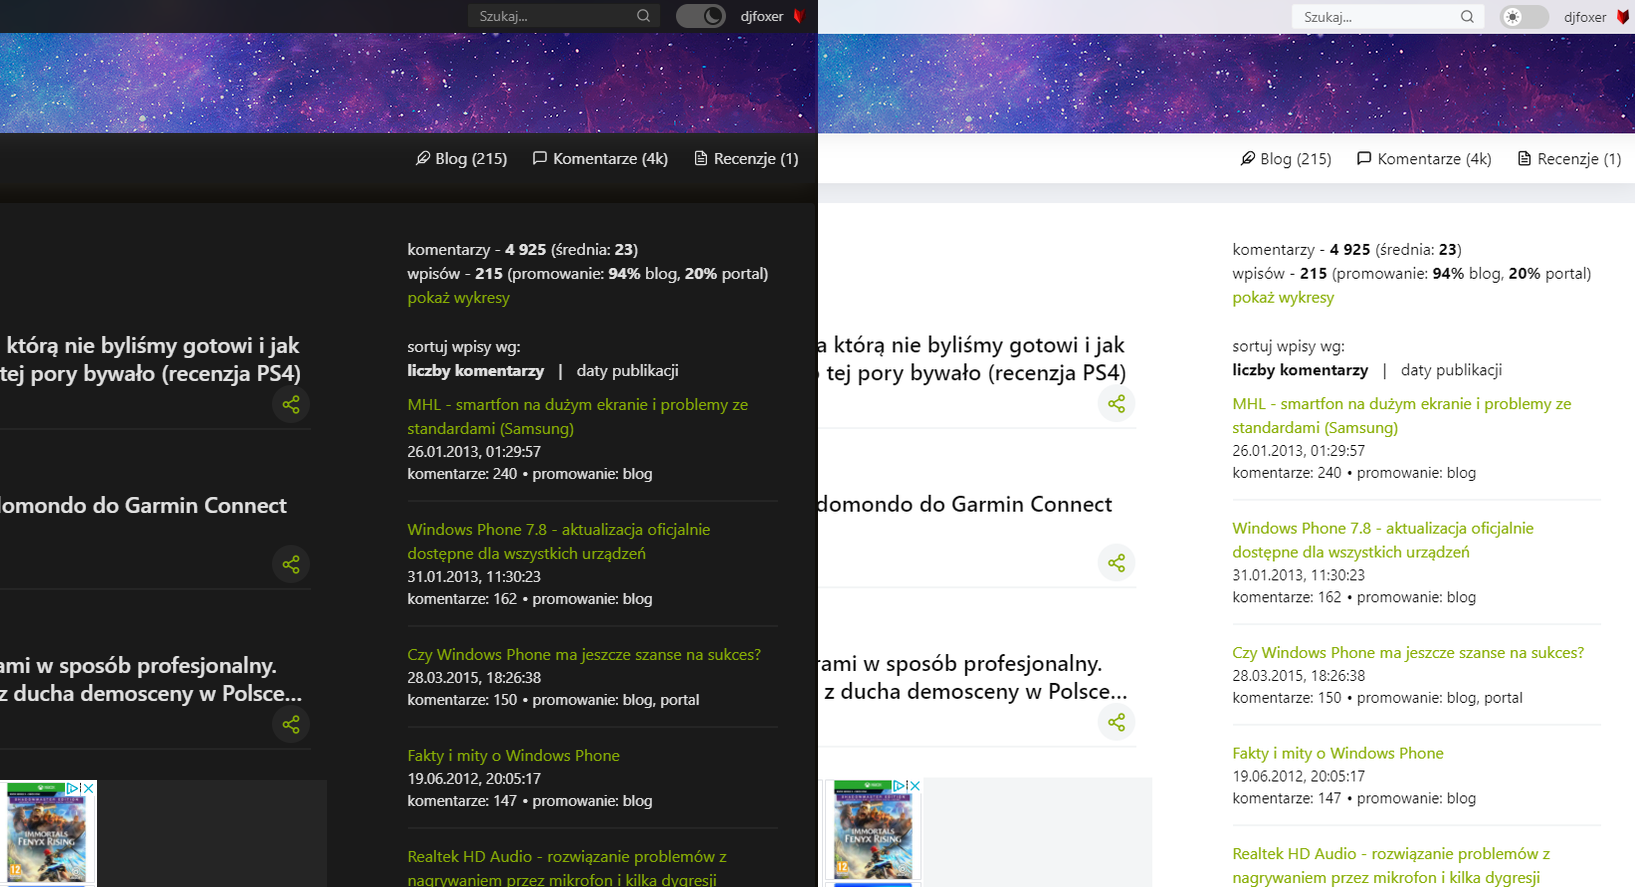 Szukaj...
djfoxer
Blog (215)
Komentarze (4k)
Recenzje (1)
którą nie byliśmy gotowi i jak
tej pory bywało (recenzja PS4)
domondo do Garmin Connect
ami w sposób profesjonalny.
z ducha demosceny w Polsce...
SHADOWMASTER EDITION
IMMORTALS
FENYX RISING
12
komentarzy - 4 925 (średnia: 23)
wpisów - 215 (promowanie: 94% blog, 20% portal)
pokaż wykresy
sortuj wpisy wg:
liczby komentarzy | daty publikacji
MHL - smartfon na dużym ekranie i problemy ze
standardami (Samsung)
26.01.2013, 01:29:57
komentarze: 240 • promowanie: blog
Windows Phone 7.8 - aktualizacja oficjalnie
dostępne dla wszystkich urządzeń
31.01.2013, 11:30:23
komentarze: 162 • promowanie: blog
Czy Windows Phone ma jeszcze szanse na sukces?
28.03.2015, 18:26:38
komentarze: 150 • promowanie: blog, portal
Fakty i mity o Windows Phone
19.06.2012, 20:05:17
komentarze: 147 • promowanie: blog
Realtek HD Audio - rozwiązanie problemów z
nagrywaniem przez mikrofon i kilka dygresji
Szukaj...
djfoxer
Blog (215)
Komentarze (4k)
Recenzje (1)
a którą nie byliśmy gotowi i jak
tej pory bywało (recenzja PS4)
domondo do Garmin Connect
rami w sposób profesjonalny.
z ducha demosceny w Polsce...
SHADOWMASTER EDITION
IMMORTALS
FENYX RISING
12
komentarzy - 4 925 (średnia: 23)
wpisów - 215 (promowanie: 94% blog, 20% portal)
pokaż wykresy
sortuj wpisy wg:
liczby komentarzy | daty publikacji
MHL - smartfon na dużym ekranie i problemy ze
standardami (Samsung)
26.01.2013, 01:29:57
komentarze: 240 • promowanie: blog
Windows Phone 7.8 - aktualizacja oficjalnie
dostępne dla wszystkich urządzeń
31.01.2013, 11:30:23
komentarze: 162 • promowanie: blog
Czy Windows Phone ma jeszcze szanse na sukces?
28.03.2015, 18:26:38
komentarze: 150 • promowanie: blog, portal
Fakty i mity o Windows Phone
19.06.2012, 20:05:17
komentarze: 147 • promowanie: blog
Realtek HD Audio - rozwiązanie problemów z
nagrywaniem przez mikrofon i kilka dygresji